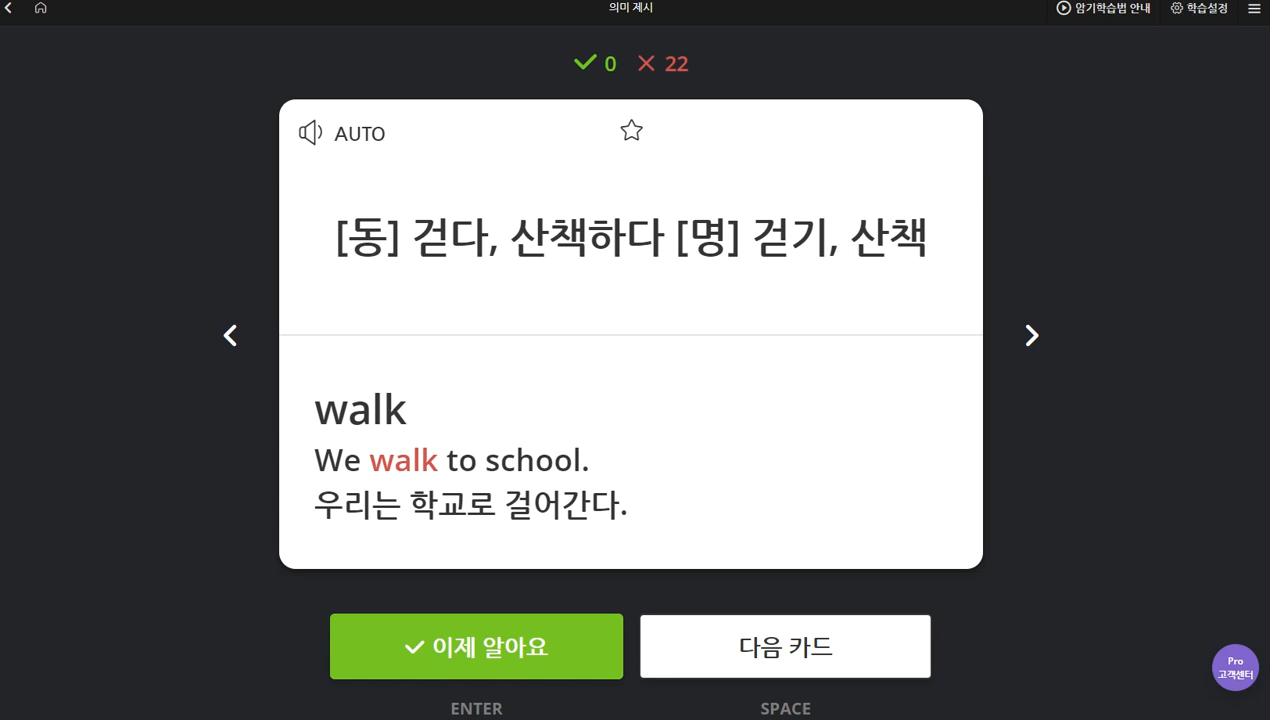 의미 제시
암기학습법 안내
학습설정
0 22
AUTO
[동] 걷다, 산책하다 [명] 걷기, 산책
walk
We walk to school.
우리는 학교로 걸어간다.
이제 알아요
다음 카드
Pro
고객센터
ENTER
SPACE